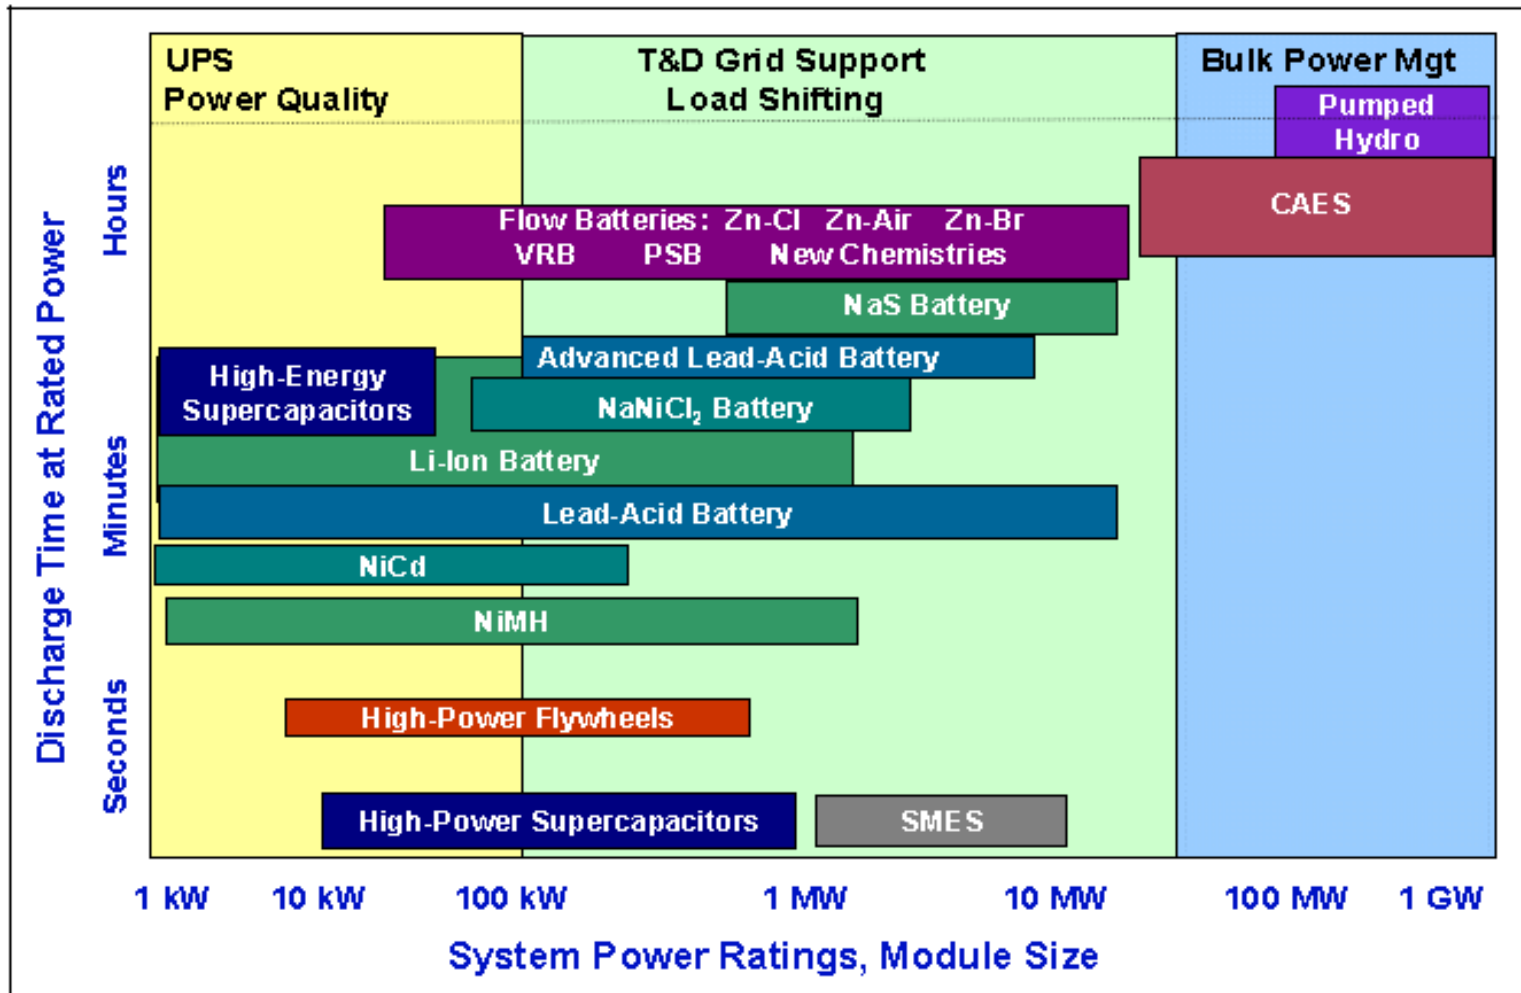 UPS
Power Quality
T&D Grid Support
Load Shifting
Bulk Power Mgt
Pumped
Hydro
CAES
Flow Batteries: Zn-Cl Zn-Air Zn-Br
VRB PSB New Chemistries
NaS Battery
Advanced Lead-Acid Battery
High-Energy
Supercapacitors
NaNiCl₂ Battery
Li-Ion Battery
Lead-Acid Battery
NiCd
NiMH
High-Power Flywheels
High-Power Supercapacitors
SMES
Discharge Time at Rated Power
Hours
Minutes
Seconds
1 kW 10 kW 100 kW 1 MW 10 MW 100 MW 1 GW
System Power Ratings, Module Size